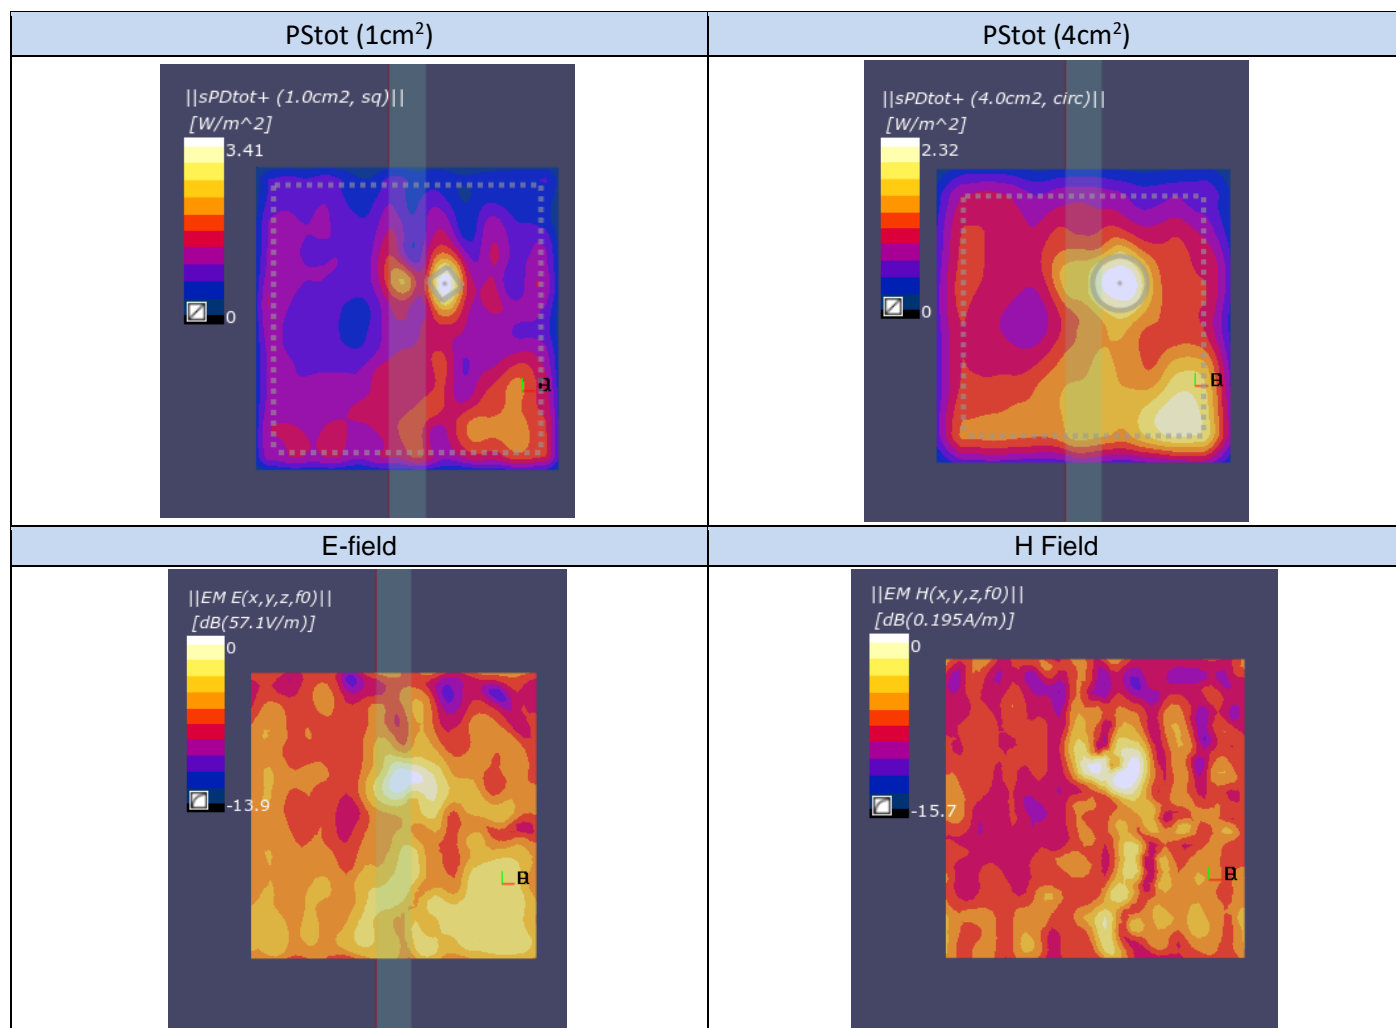 PStot (1cm²)
PStot (4cm²)
||sPDtot+ (1.0cm2, sq)||
[W/m^2]
3.41
0
||sPDtot+ (4.0cm2, circ)||
[W/m^2]
2.32
0
E-field
H Field
||EM E(x,y,z,f0)||
[dB(57.1V/m)]
0
-13.9
||EM H(x,y,z,f0)||
[dB(0.195A/m)]
0
-15.7